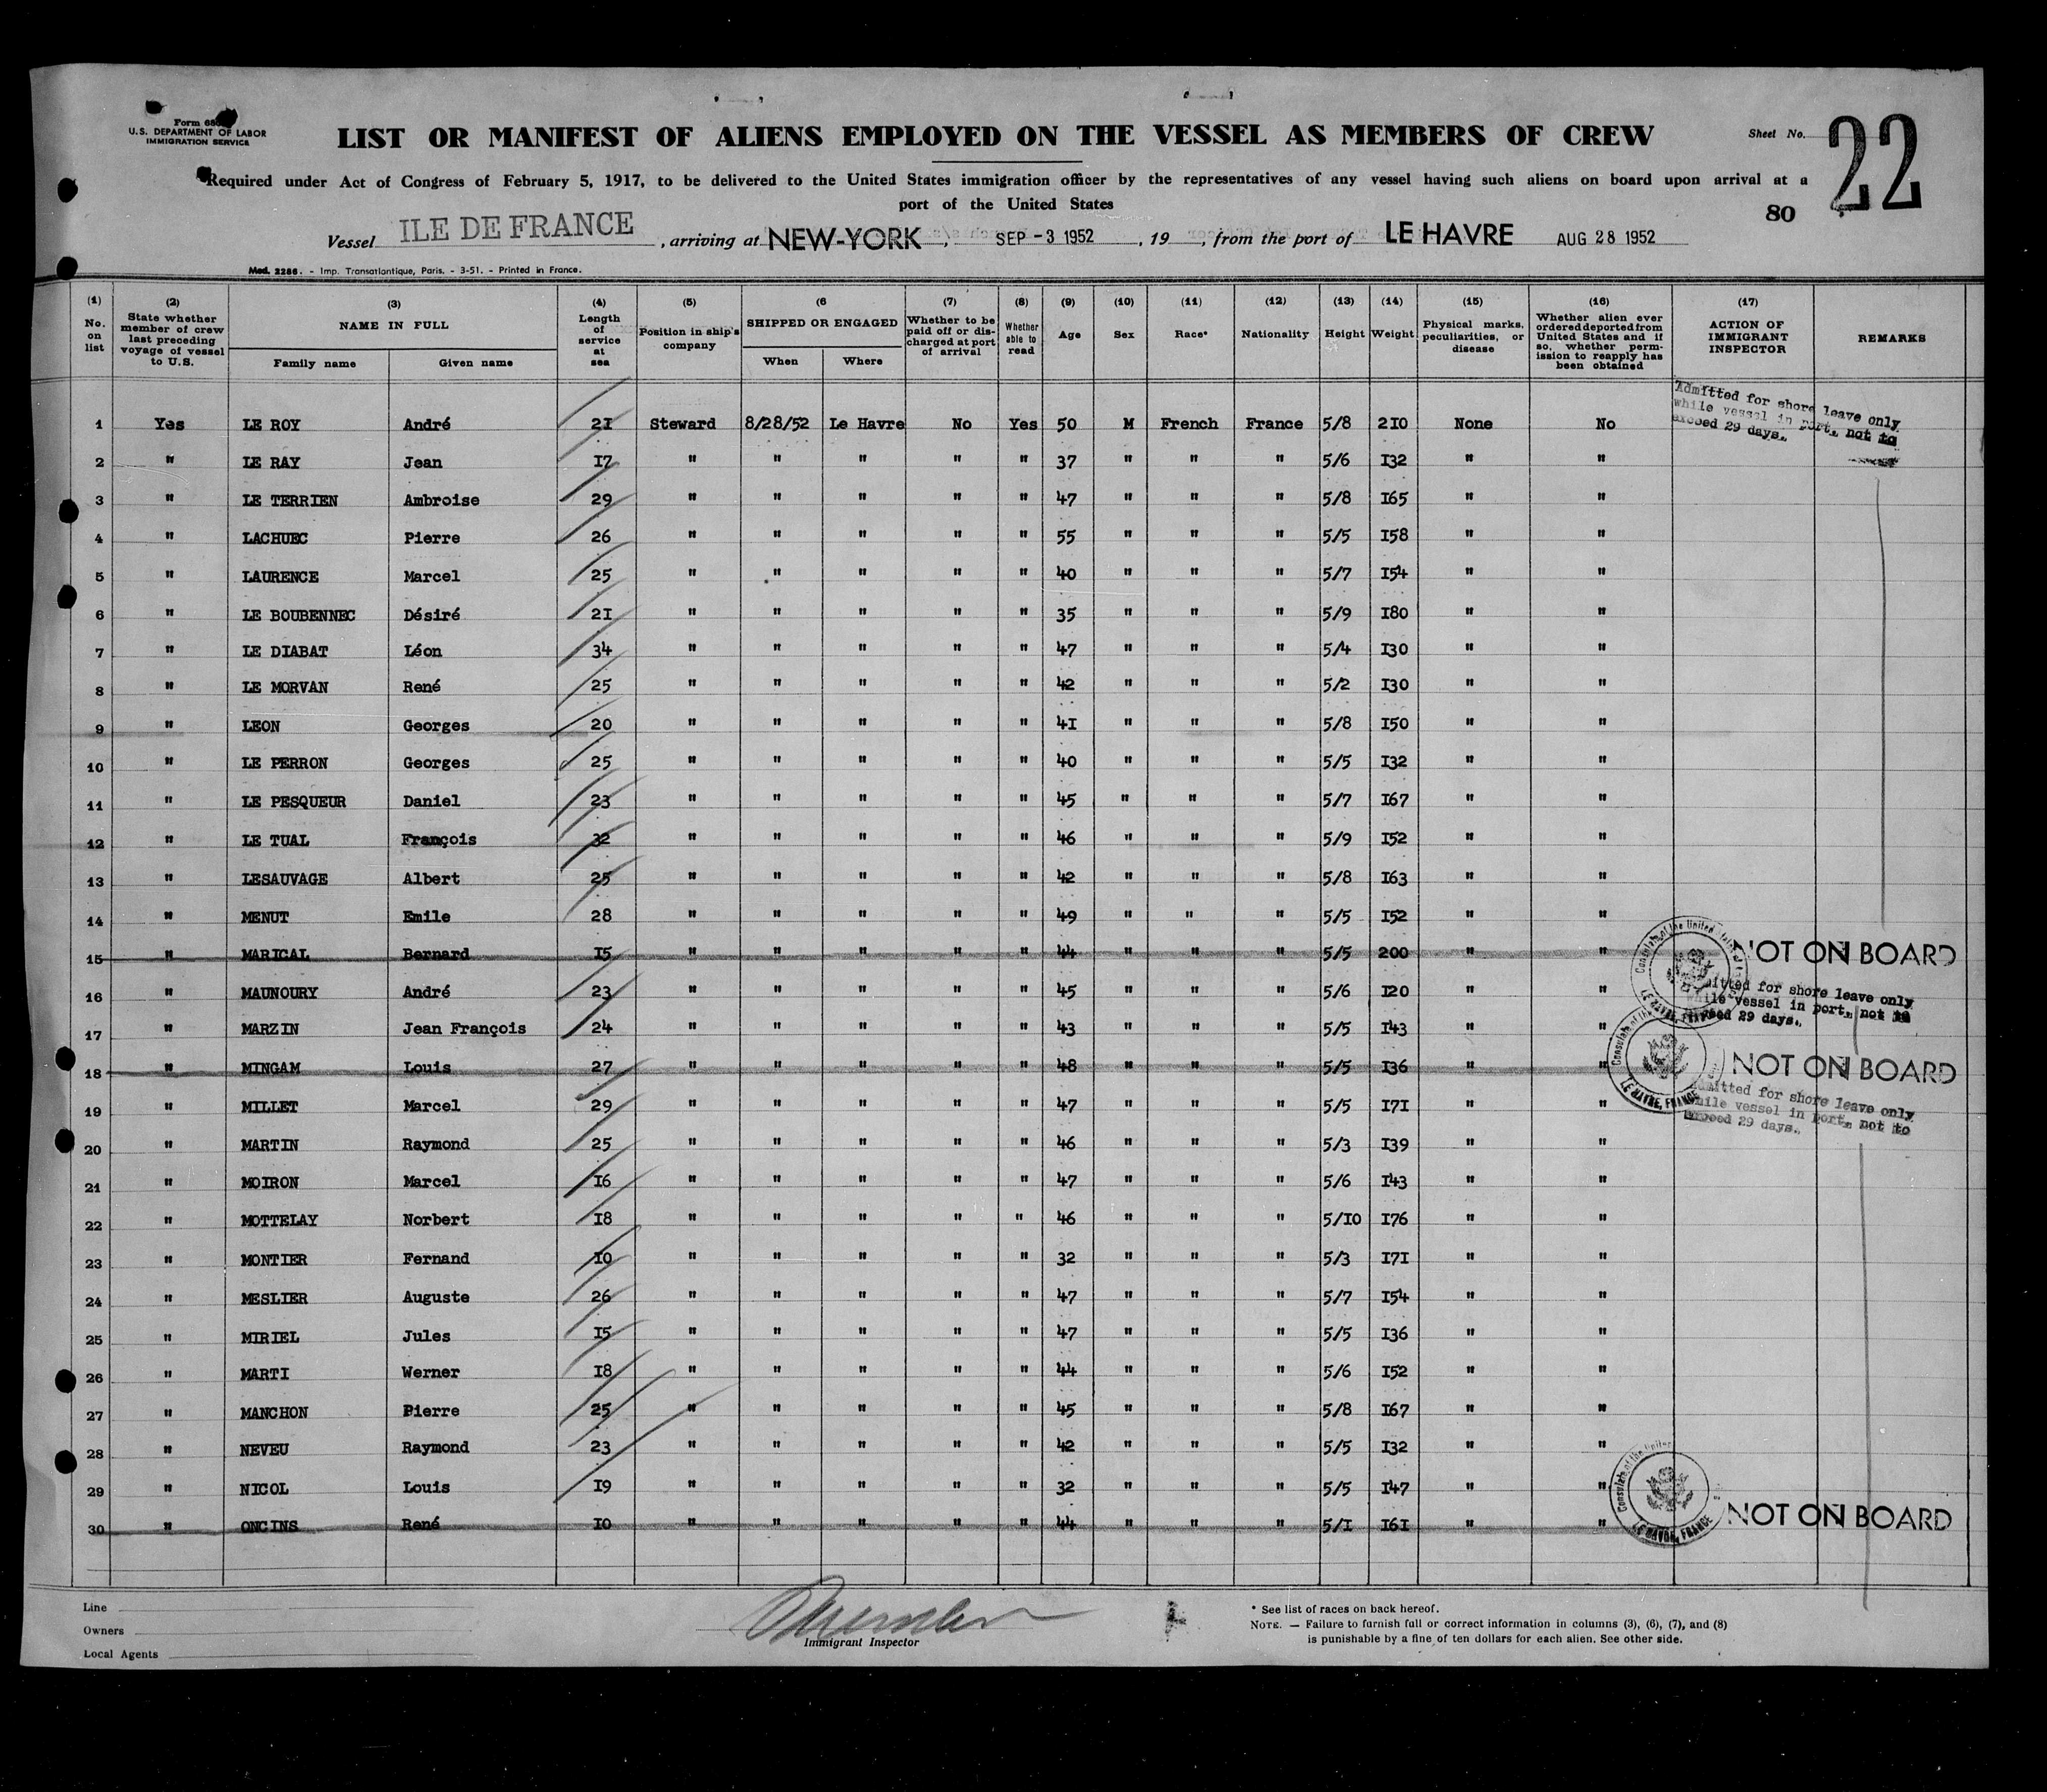 Form 68
U.S. DEPARTMENT OF LABOR
IMMIGRATION SERVICE
LIST OR MANIFEST OF ALIENS EMPLOYED ON THE VESSEL AS MEMBERS OF CREW
Sheet No. 22
Required under Act of Congress of February 5, 1917, to be delivered to the United States immigration officer by the representatives of any vessel having such aliens on board upon arrival at a
port of the United States
80
Vessel ILE DE FRANCE, arriving at NEW-YORK, SEP -3 1952, 19 , from the port of LE HAVRE AUG 28 1952
Mod. 2286. - Imp. Transatlantique, Paris. - 3-51. - Printed in France.
(1) No. on list
(2) State whether member of crew last preceding voyage of vessel to U.S.
(3) NAME IN FULL Family name Given name
(4) Length of service at sea
(5) Position in ship's company
(6 SHIPPED OR ENGAGED When Where
(7) Whether to be paid off or discharged at port of arrival
(8) Whether able to read
(9) Age
(10) Sex
(11) Race*
(12) Nationality
(13) Height
(14) Weight
(15) Physical marks, peculiarities, or disease
(16) Whether alien ever ordered deported from United States and if so, whether permission to reapply has been obtained
(17) ACTION OF IMMIGRANT INSPECTOR
REMARKS
1 Yes LE ROY André 21 Steward 8/28/52 Le Havre No Yes 50 M French France 5/8 210 None No Admitted for shore leave only while vessel in port, not to exceed 29 days.
2 " LE RAY Jean 17 " " " " " 37 " " " 5/6 132 " "
3 " LE TERRIEN Ambroise 29 " " " " " 47 " " " 5/8 165 " "
4 " LACHUEC Pierre 26 " " " " " 55 " " " 5/5 158 " "
5 " LAURENCE Marcel 25 " " " " " 40 " " " 5/7 154 " "
6 " LE BOUBENNEC Désiré 21 " " " " " 35 " " " 5/9 180 " "
7 " LE DIABAT Léon 34 " " " " " 47 " " " 5/4 130 " "
8 " LE MORVAN René 25 " " " " " 42 " " " 5/2 130 " "
9 " LEON Georges 20 " " " " " 41 " " " 5/8 150 " "
10 " LE PERRON Georges 25 " " " " " 40 " " " 5/5 132 " "
11 " LE PESQUEUR Daniel 23 " " " " " 45 " " " 5/7 167 " "
12 " LE TUAL François 32 " " " " " 46 " " " 5/9 152 " "
13 " LESAUVAGE Albert 25 " " " " " 42 " " " 5/8 163 " "
14 " MENUT Emile 28 " " " " " 49 " " " 5/5 152 " "
15 " MARICAL Bernard 15 " " " " " 44 " " " 5/5 200 " " NOT ON BOARD
16 " MAUNOURY André 23 " " " " " 45 " " " 5/6 120 " " Admitted for shore leave only while vessel in port, not to exceed 29 days.
17 " MARZIN Jean François 24 " " " " " 43 " " " 5/5 143 " "
18 " MINGAM Louis 27 " " " " " 48 " " " 5/5 136 " " NOT ON BOARD
19 " MILLET Marcel 29 " " " " " 47 " " " 5/5 171 " " Admitted for shore leave only while vessel in port, not to exceed 29 days.
20 " MARTIN Raymond 25 " " " " " 46 " " " 5/3 139 " "
21 " MOIRON Marcel 16 " " " " " 47 " " " 5/6 143 " "
22 " MOTTELAY Norbert 18 " " " " " 46 " " " 5/10 176 " "
23 " MONTIER Fernand 10 " " " " " 32 " " " 5/3 171 " "
24 " MESLIER Auguste 26 " " " " " 47 " " " 5/7 154 " "
25 " MIRIEL Jules 15 " " " " " 47 " " " 5/5 136 " "
26 " MARTI Werner 18 " " " " " 44 " " " 5/6 152 " "
27 " MANCHON Pierre 25 " " " " " 45 " " " 5/8 167 " "
28 " NEVEU Raymond 23 " " " " " 42 " " " 5/5 132 " "
29 " NICOL Louis 19 " " " " " 32 " " " 5/5 147 " "
30 " ONCINS René 10 " " " " " 44 " " " 5/1 161 " " NOT ON BOARD
Consulate of the United States LE HAVRE, FRANCE
Consulate of the LE HAVRE, FRANCE
Consulate of the United LE HAVRE, FRANCE
Line
Owners
Local Agents
Immigrant Inspector
* See list of races on back hereof.
NOTE. — Failure to furnish full or correct information in columns (3), (6), (7), and (8)
is punishable by a fine of ten dollars for each alien. See other side.